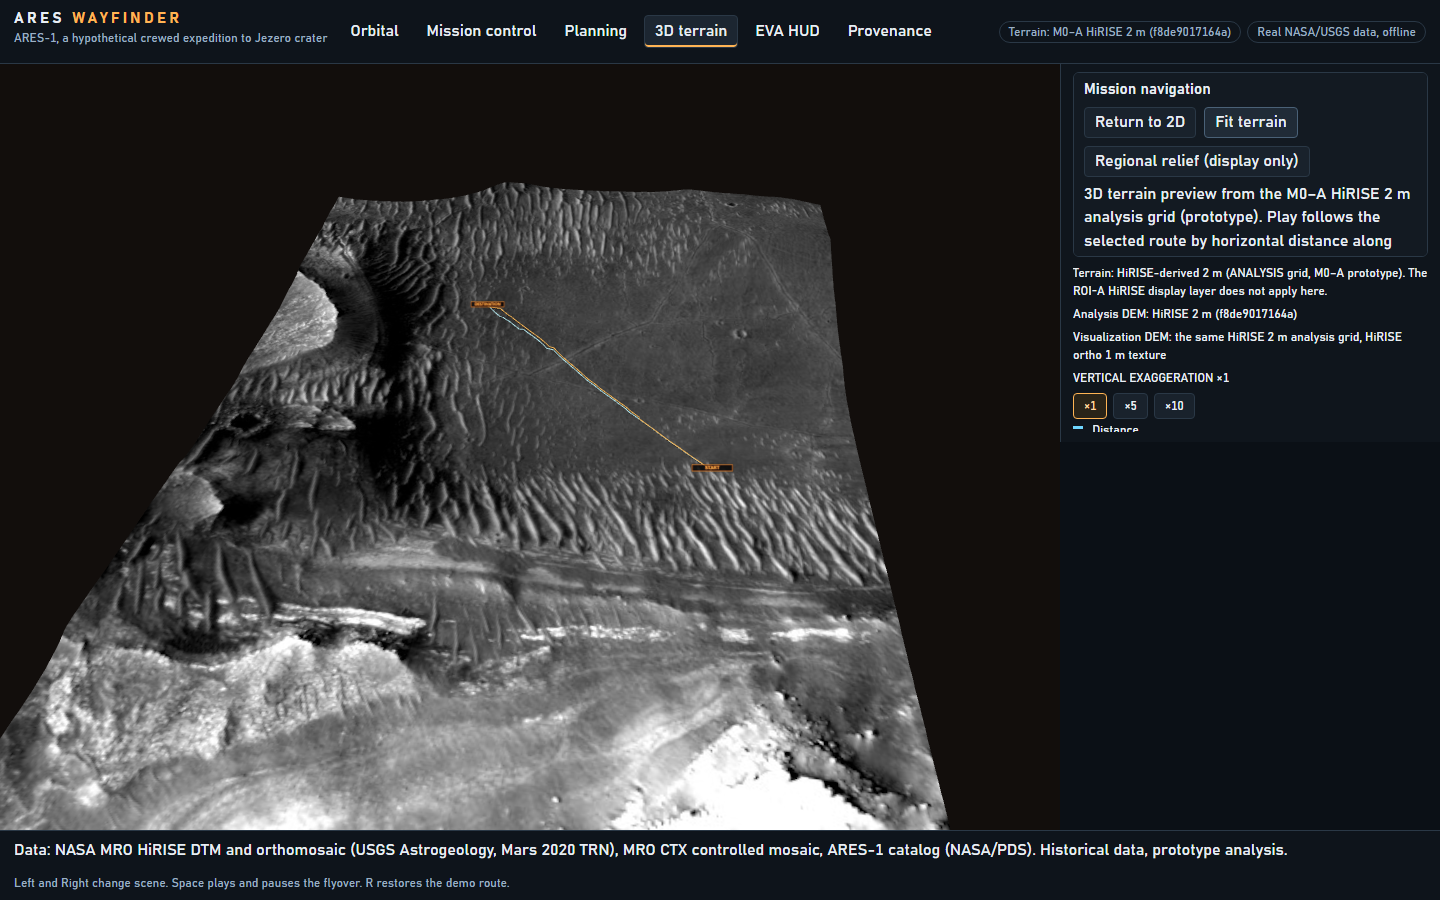 ARES WAYFINDER
ARES-1, a hypothetical crewed expedition to Jezero crater
Orbital
Mission control
Planning
3D terrain
EVA HUD
Provenance
Terrain: M0-A HiRISE 2 m (f8de9017164a)
Real NASA/USGS data, offline
DESTINATION
START
Mission navigation
Return to 2D
Fit terrain
Regional relief (display only)
3D terrain preview from the M0-A HiRISE 2 m
analysis grid (prototype). Play follows the
selected route by horizontal distance along
Terrain: HiRISE-derived 2 m (ANALYSIS grid, M0-A prototype). The
ROI-A HiRISE display layer does not apply here.
Analysis DEM: HiRISE 2 m (f8de9017164a)
Visualization DEM: the same HiRISE 2 m analysis grid, HiRISE
ortho 1 m texture
VERTICAL EXAGGERATION ×1
×1
×5
×10
Distance
Data: NASA MRO HiRISE DTM and orthomosaic (USGS Astrogeology, Mars 2020 TRN), MRO CTX controlled mosaic, ARES-1 catalog (NASA/PDS). Historical data, prototype analysis.
Left and Right change scene. Space plays and pauses the flyover. R restores the demo route.